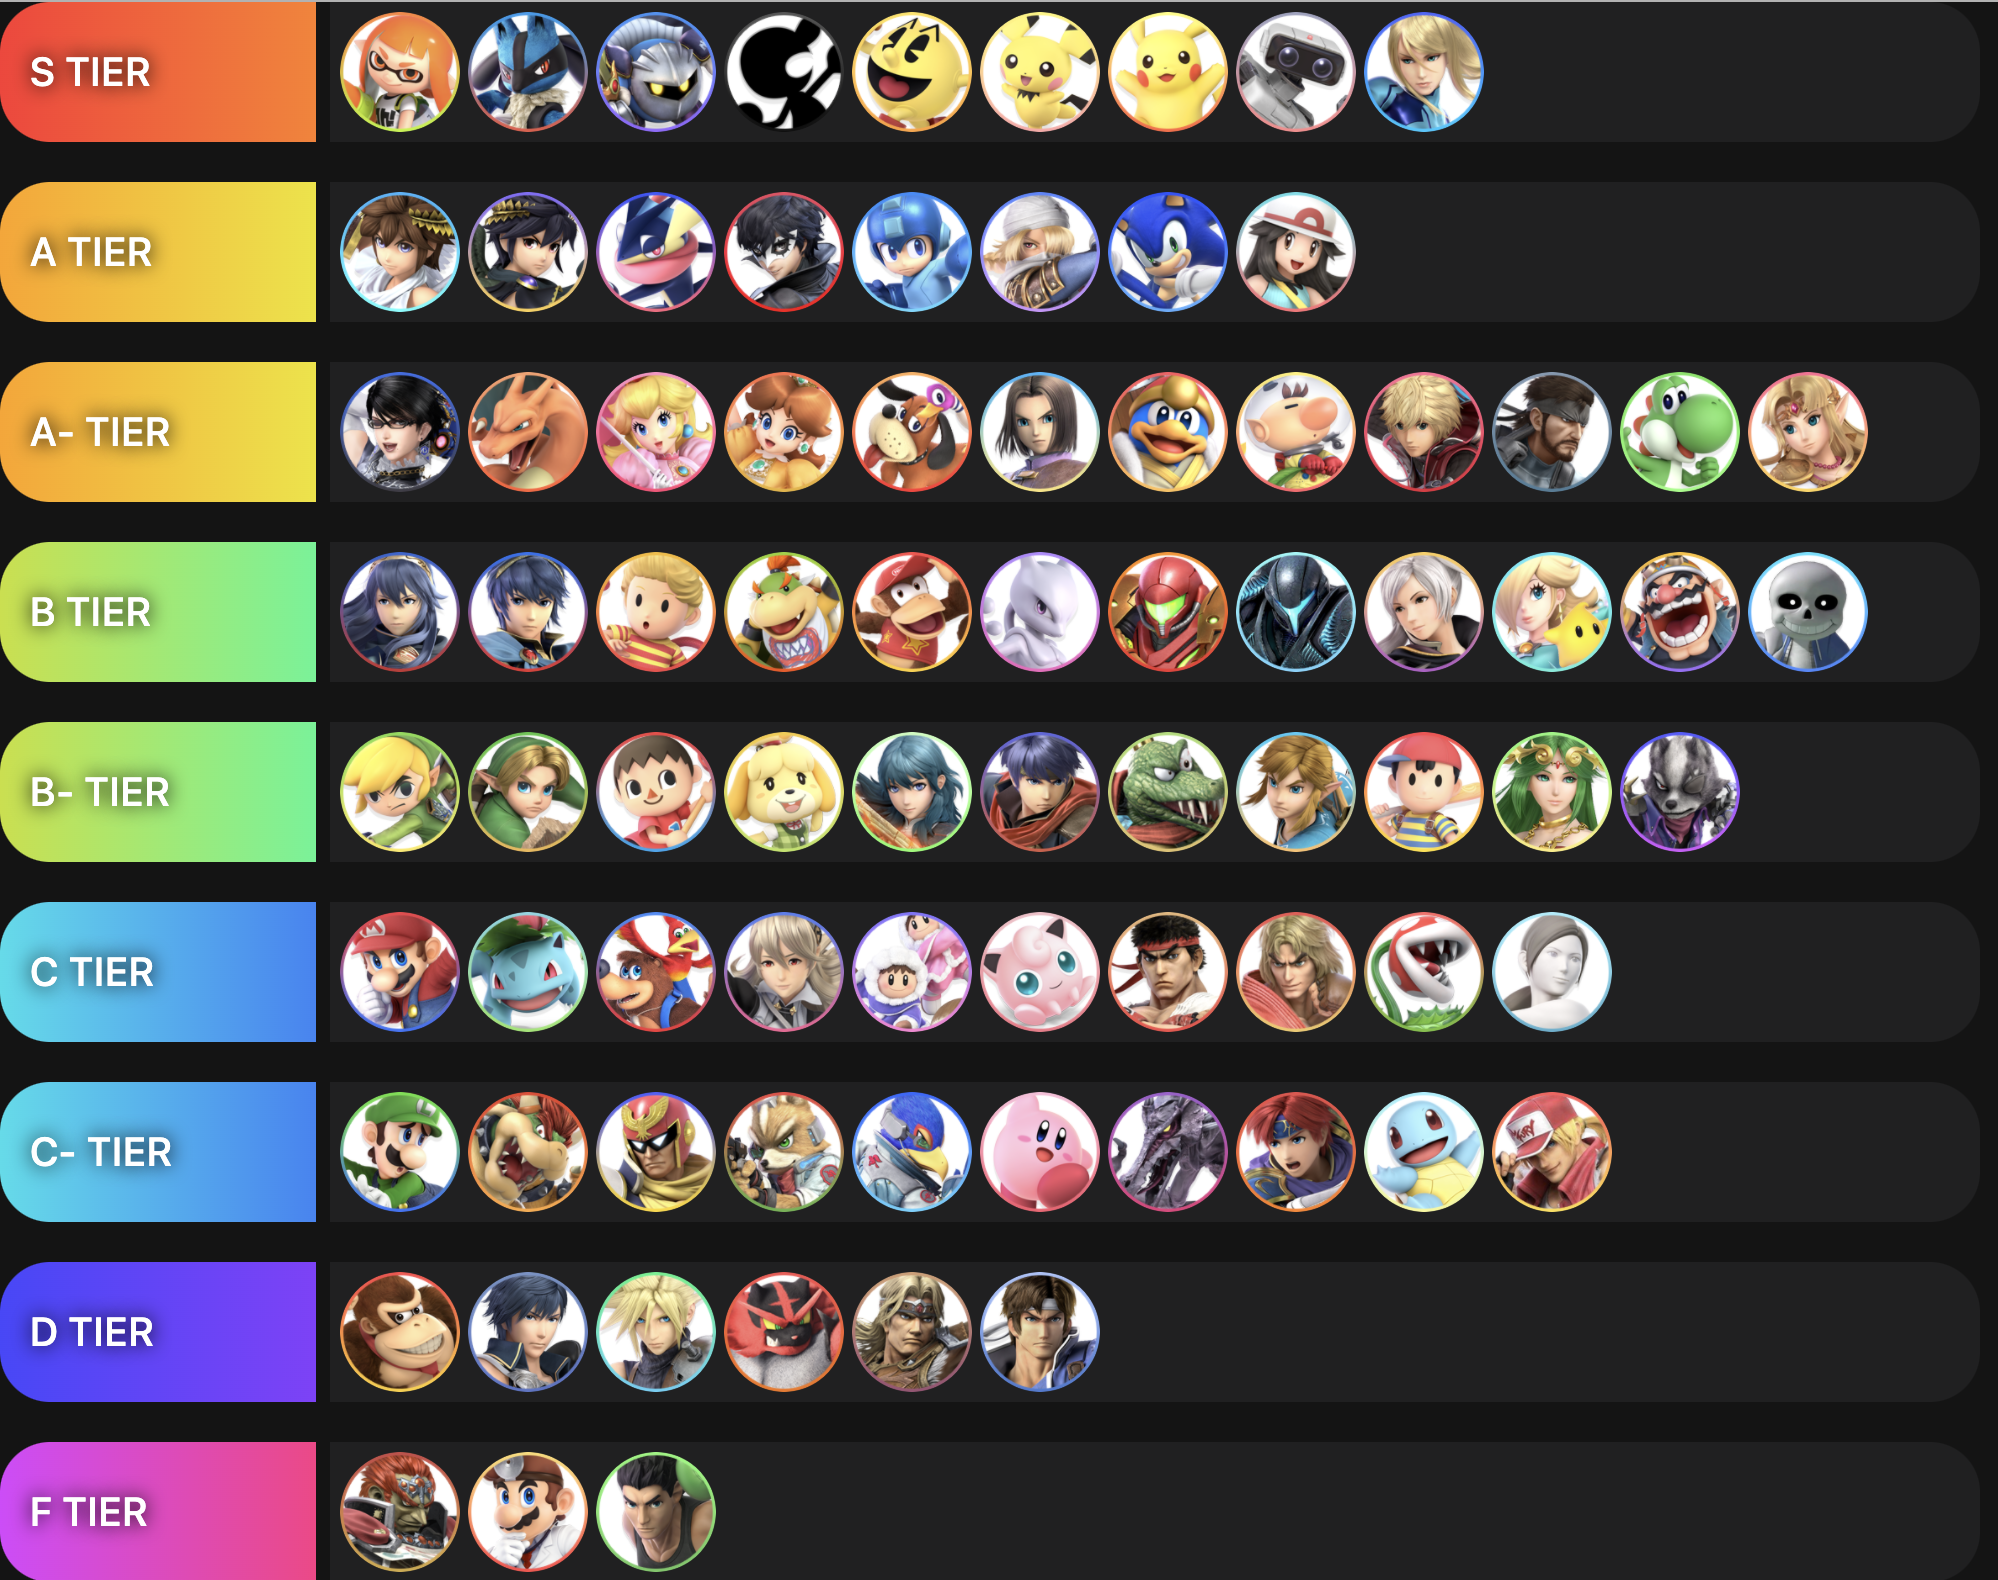 S TIER
A TIER
A- TIER
B TIER
B- TIER
C TIER
C- TIER
D TIER
F TIER